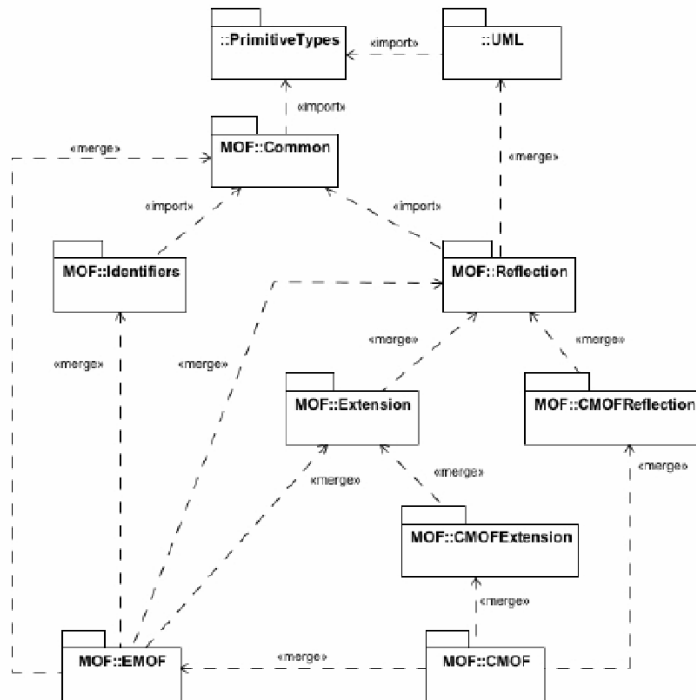 ::PrimitiveTypes
«import»
::UML
«import»
«merge»
MOF::Common
«merge»
«import»
«import»
MOF::Identifiers
MOF::Reflection
«merge»
«merge»
«merge»
«merge»
MOF::Extension
MOF::CMOFReflection
«merge»
«merge»
«merge»
MOF::CMOFExtension
«merge»
MOF::EMOF
«merge»
MOF::CMOF